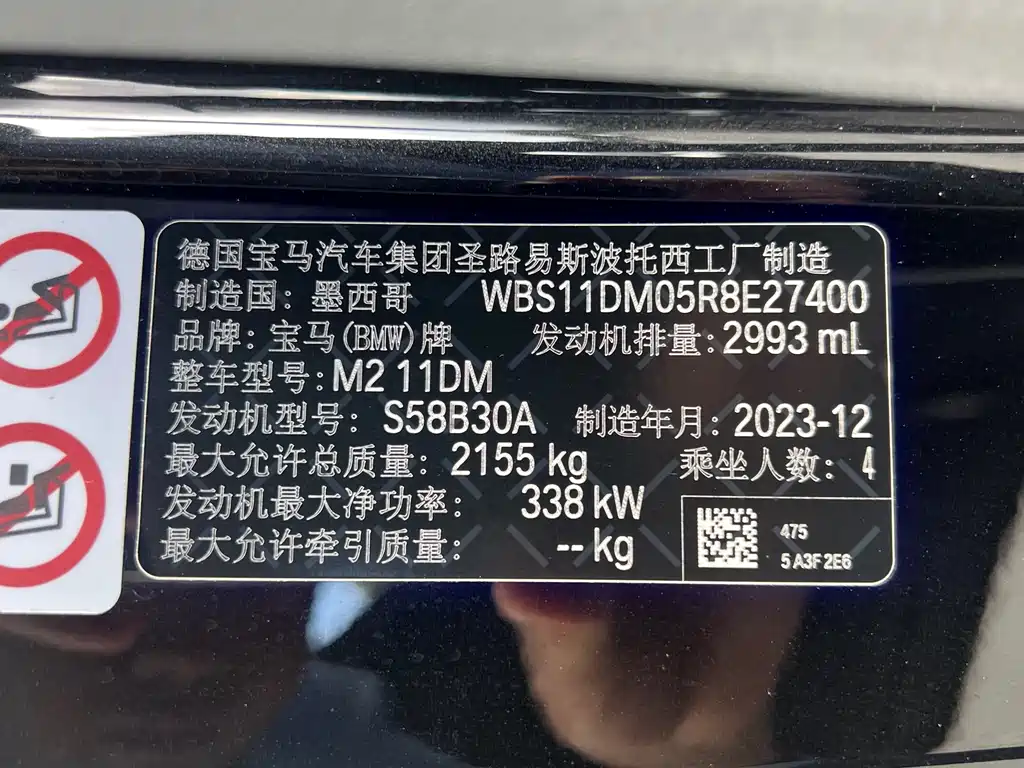 德国宝马汽车集团圣路易斯波托西工厂制造
制造国：墨西哥 WBS11DM05R8E27400
品牌：宝马(BMW)牌 发动机排量：2993 mL
整车型号：M2 11DM
发动机型号：S58B30A 制造年月：2023-12
最大允许总质量：2155 kg 乘坐人数：4
发动机最大净功率：338 kW
最大允许牵引质量：-- kg
475
5A3F2E6